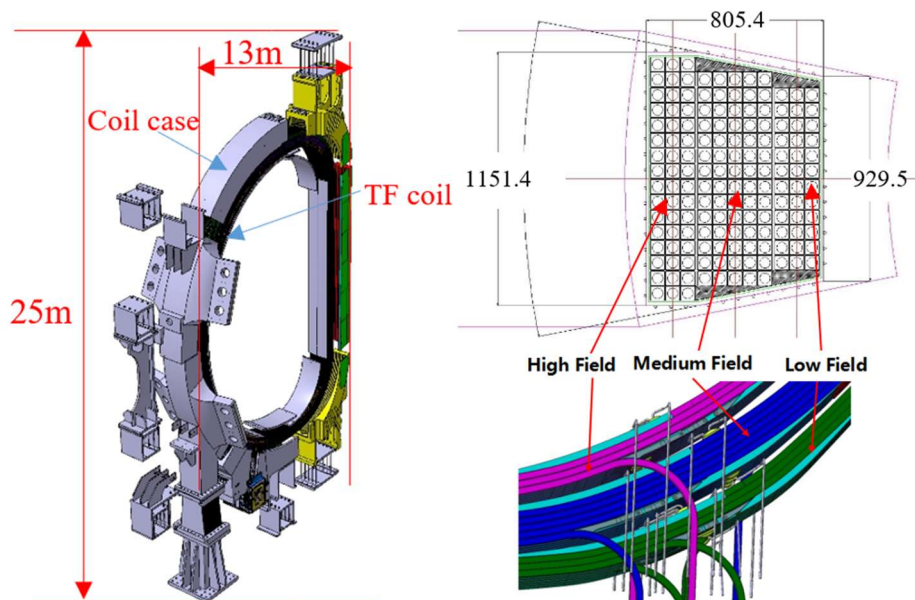 13m
Coil case
TF coil
25m
805.4
1151.4
929.5
High Field
Medium Field
Low Field